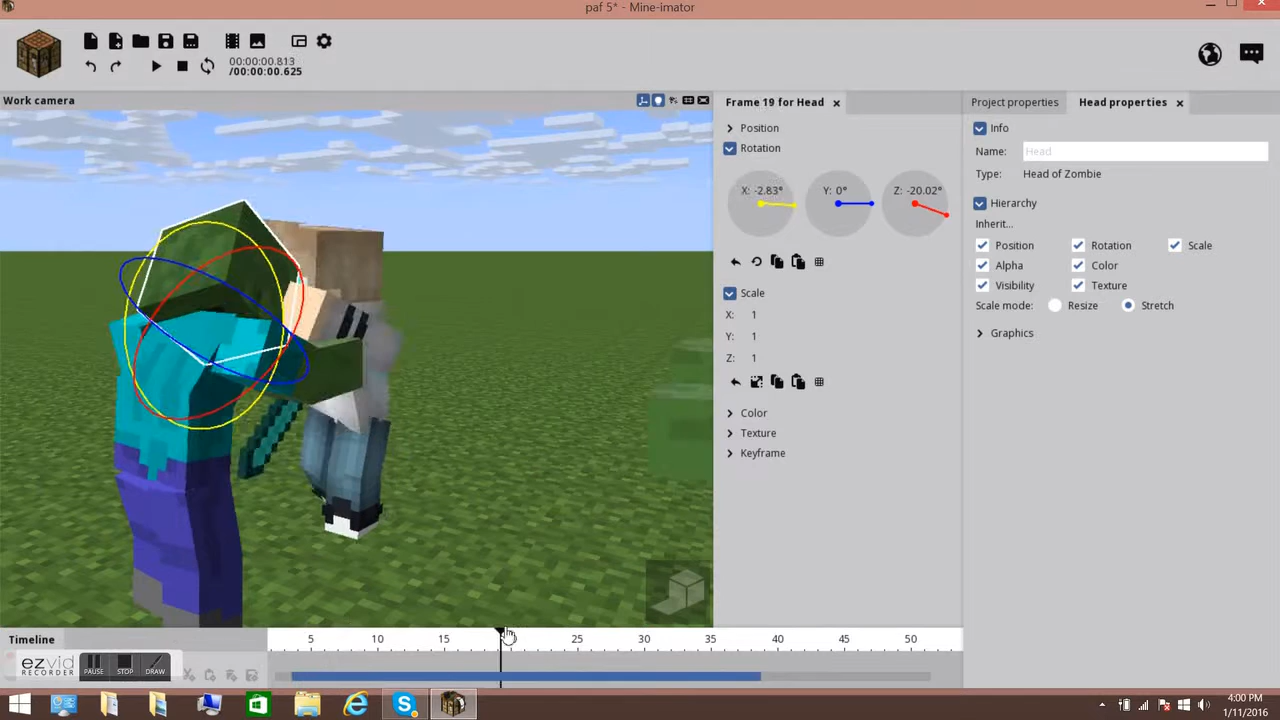 paf 5* - Mine-imator
00:00:00.813
/00:00:00.625
Work camera
Frame 19 for Head
Position
Rotation
X: -2.83° Y: 0° Z: -20.02°
Scale
X: 1
Y: 1
Z: 1
Color
Texture
Keyframe
Project properties Head properties
Info
Name: Head
Type: Head of Zombie
Hierarchy
Inherit...
Position Rotation Scale
Alpha Color
Visibility Texture
Scale mode: Resize Stretch
Graphics
Timeline 5 10 15 25 30 35 40 45 50
ezvid
RECORDER
PAUSE STOP DRAW
4:00 PM
1/11/2016